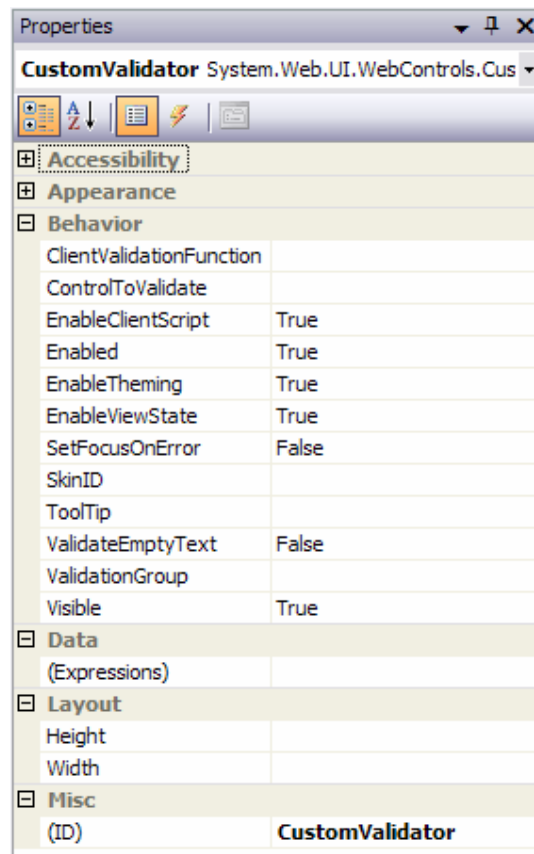 Properties
CustomValidator System.Web.UI.WebControls.Cus
A
Z
Accessibility
Appearance
Behavior
ClientValidationFunction
ControlToValidate
EnableClientScript True
Enabled True
EnableTheming True
EnableViewState True
SetFocusOnError False
SkinID
ToolTip
ValidateEmptyText False
ValidationGroup
Visible True
Data
(Expressions)
Layout
Height
Width
Misc
(ID) CustomValidator